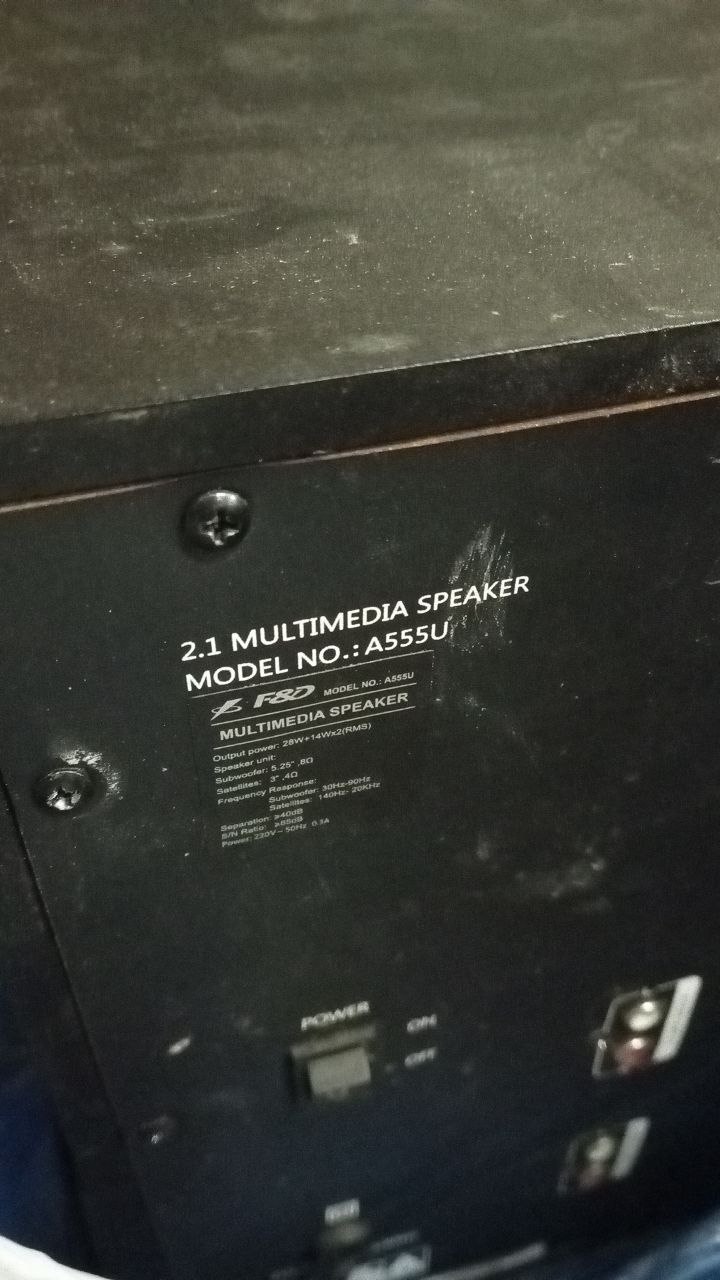 2.1 MULTIMEDIA SPEAKER
MODEL NO.: A555U
F&D MODEL NO.: A555U
MULTIMEDIA SPEAKER
Output power: 28W+14Wx2(RMS)
Speaker unit:
Subwoofer: 5.25" ,8Ω
Satellites: 3" ,4Ω
Frequency Response:
Subwoofer: 30Hz-90Hz
Satellites: 140Hz- 20KHz
Separation: ≥40dB
S/N Ratio: ≥85dB
Power: 220V~ 50Hz 0.3A
POWER
ON
OFF